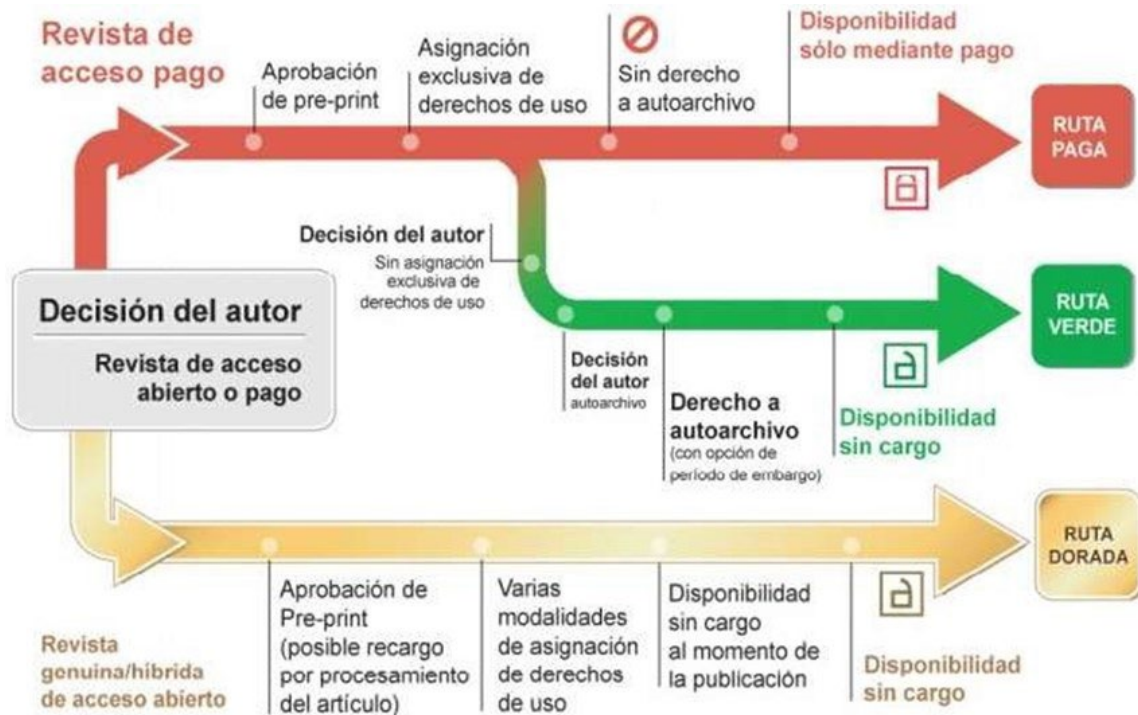 Revista de
acceso pago
Aprobación
de pre-print
Asignación
exclusiva de
derechos de uso
Sin derecho
a autoarchivo
Disponibilidad
sólo mediante pago
RUTA
PAGA
Decisión del autor
Sin asignación
exclusiva de
derechos de uso
Decisión del autor
Revista de acceso
abierto o pago
Decisión
del autor
autoarchivo
Derecho a
autoarchivo
(con opción de
período de embargo)
Disponibilidad
sin cargo
RUTA
VERDE
Revista
genuina/híbrida
de acceso abierto
Aprobación de
Pre-print
(posible recargo
por procesamiento
del artículo)
Varias
modalidades
de asignación
de derechos
de uso
Disponibilidad
sin cargo
al momento de
la publicación
Disponibilidad
sin cargo
RUTA
DORADA